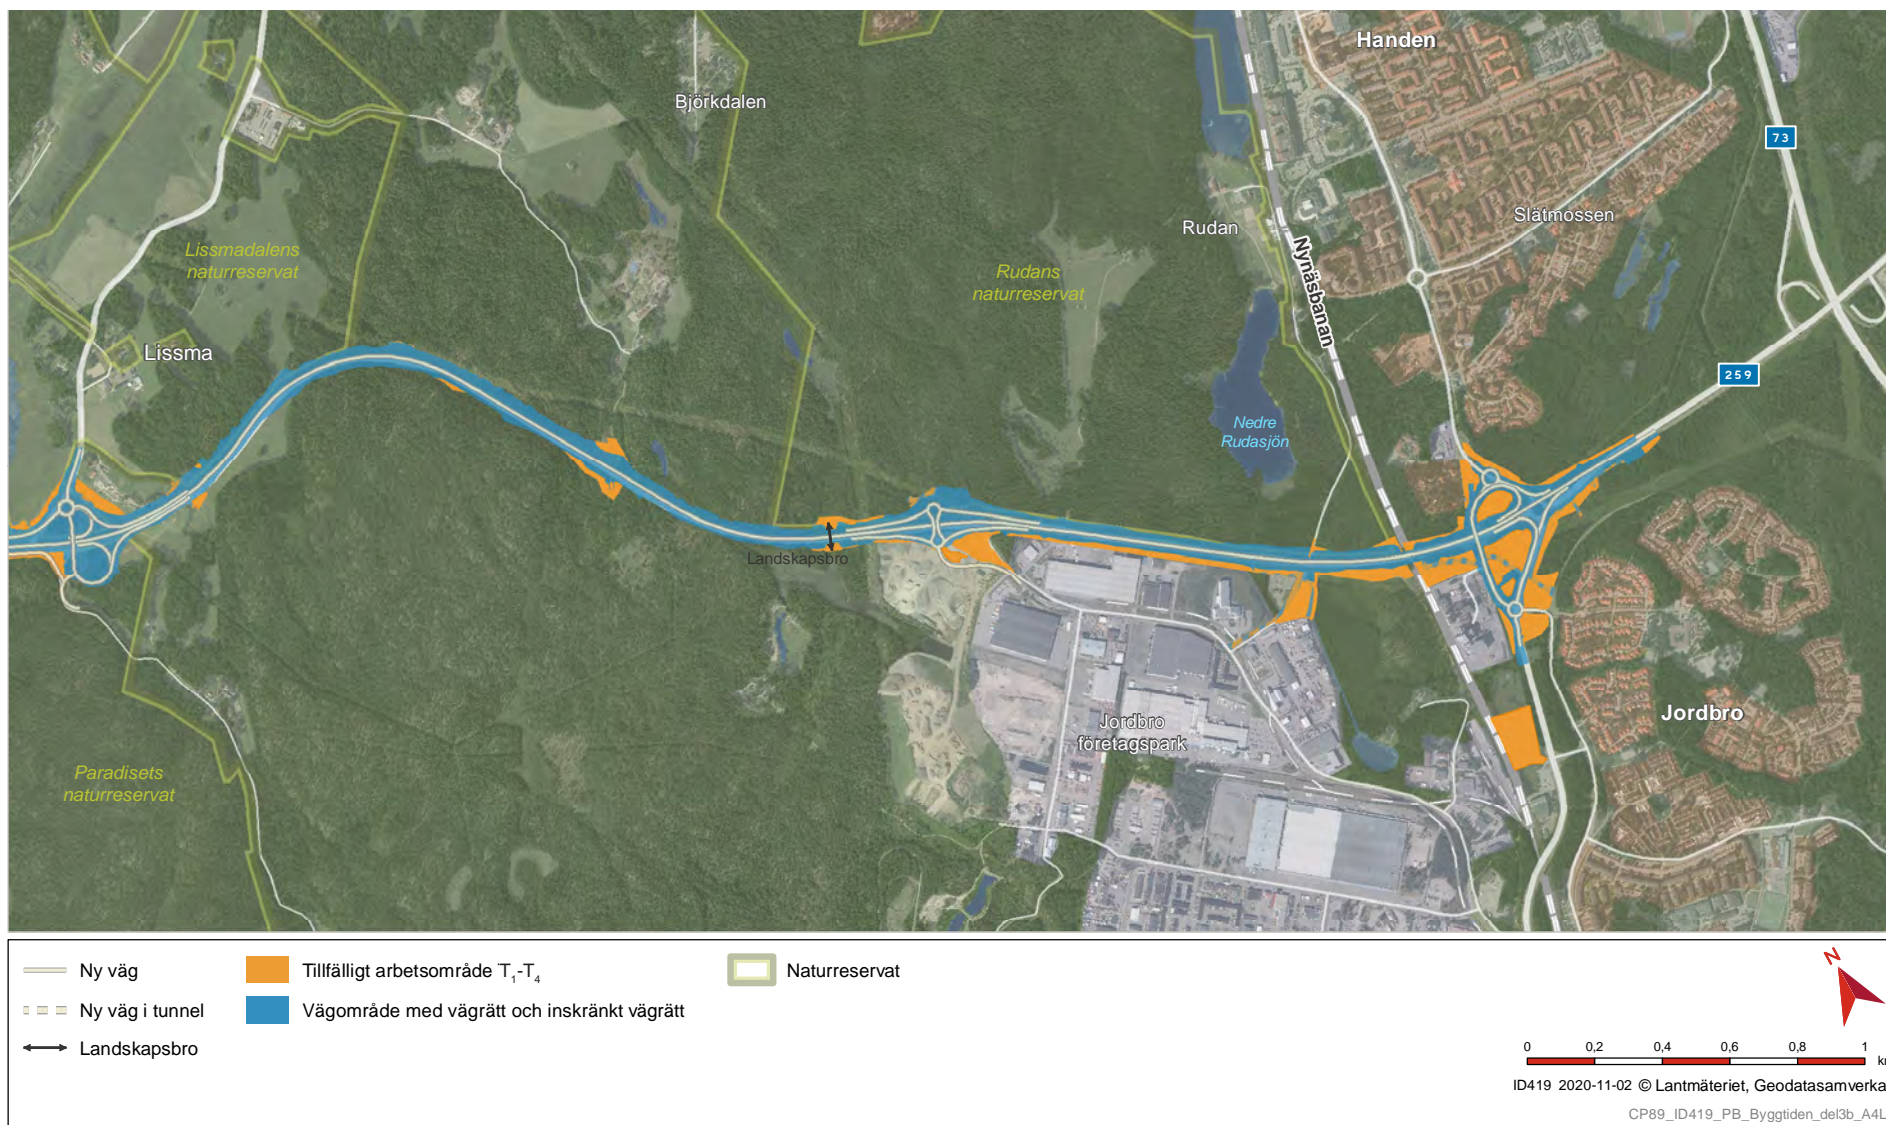 Handen
Björkdalen
73
Slätmossen
Rudan
Nynäsbanan
Lissmadalens
naturreservat
Rudans
naturreservat
Lissma
259
Nedre
Rudasjön
Landskapsbro
Jordbro
företagspark
Jordbro
Paradisets
naturreservat
Ny väg
Ny väg i tunnel
Landskapsbro
Tillfälligt arbetsområde T1-T4
Vägområde med vägrätt och inskränkt vägrätt
Naturreservat
N
0 0,2 0,4 0,6 0,8 1
ID419 2020-11-02 © Lantmäteriet, Geodatasamverka
CP89_ID419_PB_Byggtiden_del3b_A4L